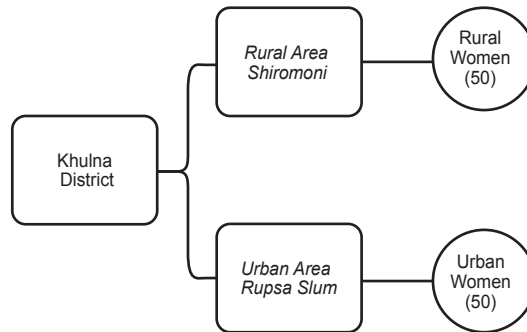 Rural Area
Shiromoni
Rural
Women
(50)
Khulna
District
Urban Area
Rupsa Slum
Urban
Women
(50)